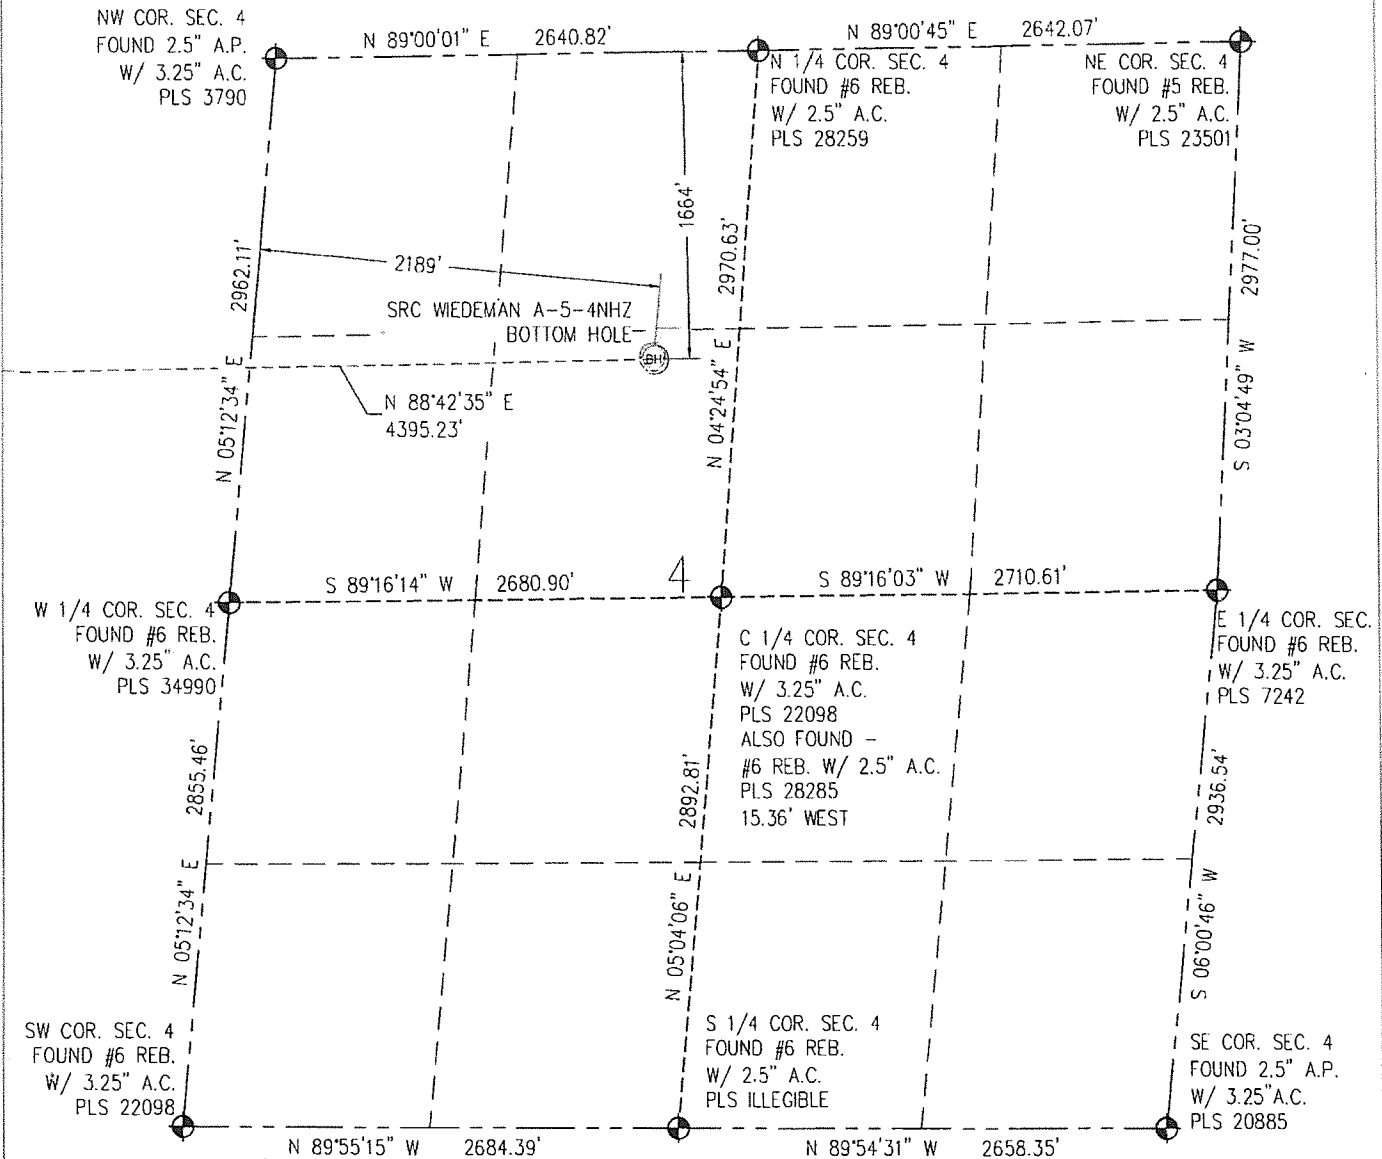 NW COR. SEC. 4
FOUND 2.5" A.P.
W/ 3.25" A.C.
PLS 3790
N 89°00'01" E 2640.82'
N 89°00'45" E 2642.07'
N 1/4 COR. SEC. 4
FOUND #6 REB.
W/ 2.5" A.C.
PLS 28259
NE COR. SEC. 4
FOUND #5 REB.
W/ 2.5" A.C.
PLS 23501
1664'
2962.11'
2189'
2970.63'
2977.00'
SRC WIEDEMAN A-5-4NHZ
BOTTOM HOLE
BH
N 05°12'34" E
N 88°42'35" E
4395.23'
N 04°24'54" E
S 03°04'49" W
S 89°16'14" W 2680.90'
4
S 89°16'03" W 2710.61'
W 1/4 COR. SEC. 4
FOUND #6 REB.
W/ 3.25" A.C.
PLS 34990
C 1/4 COR. SEC. 4
FOUND #6 REB.
W/ 3.25" A.C.
PLS 22098
ALSO FOUND -
#6 REB. W/ 2.5" A.C.
PLS 28285
15.36' WEST
E 1/4 COR. SEC.
FOUND #6 REB.
W/ 3.25" A.C.
PLS 7242
2855.46'
2892.81'
2936.54'
N 05°12'34" E
N 05°04'06" E
S 06°00'46" W
SW COR. SEC. 4
FOUND #6 REB.
W/ 3.25" A.C.
PLS 22098
S 1/4 COR. SEC. 4
FOUND #6 REB.
W/ 2.5" A.C.
PLS ILLEGIBLE
SE COR. SEC. 4
FOUND 2.5" A.P.
W/ 3.25"A.C.
PLS 20885
N 89°55'15" W 2684.39'
N 89°54'31" W 2658.35'